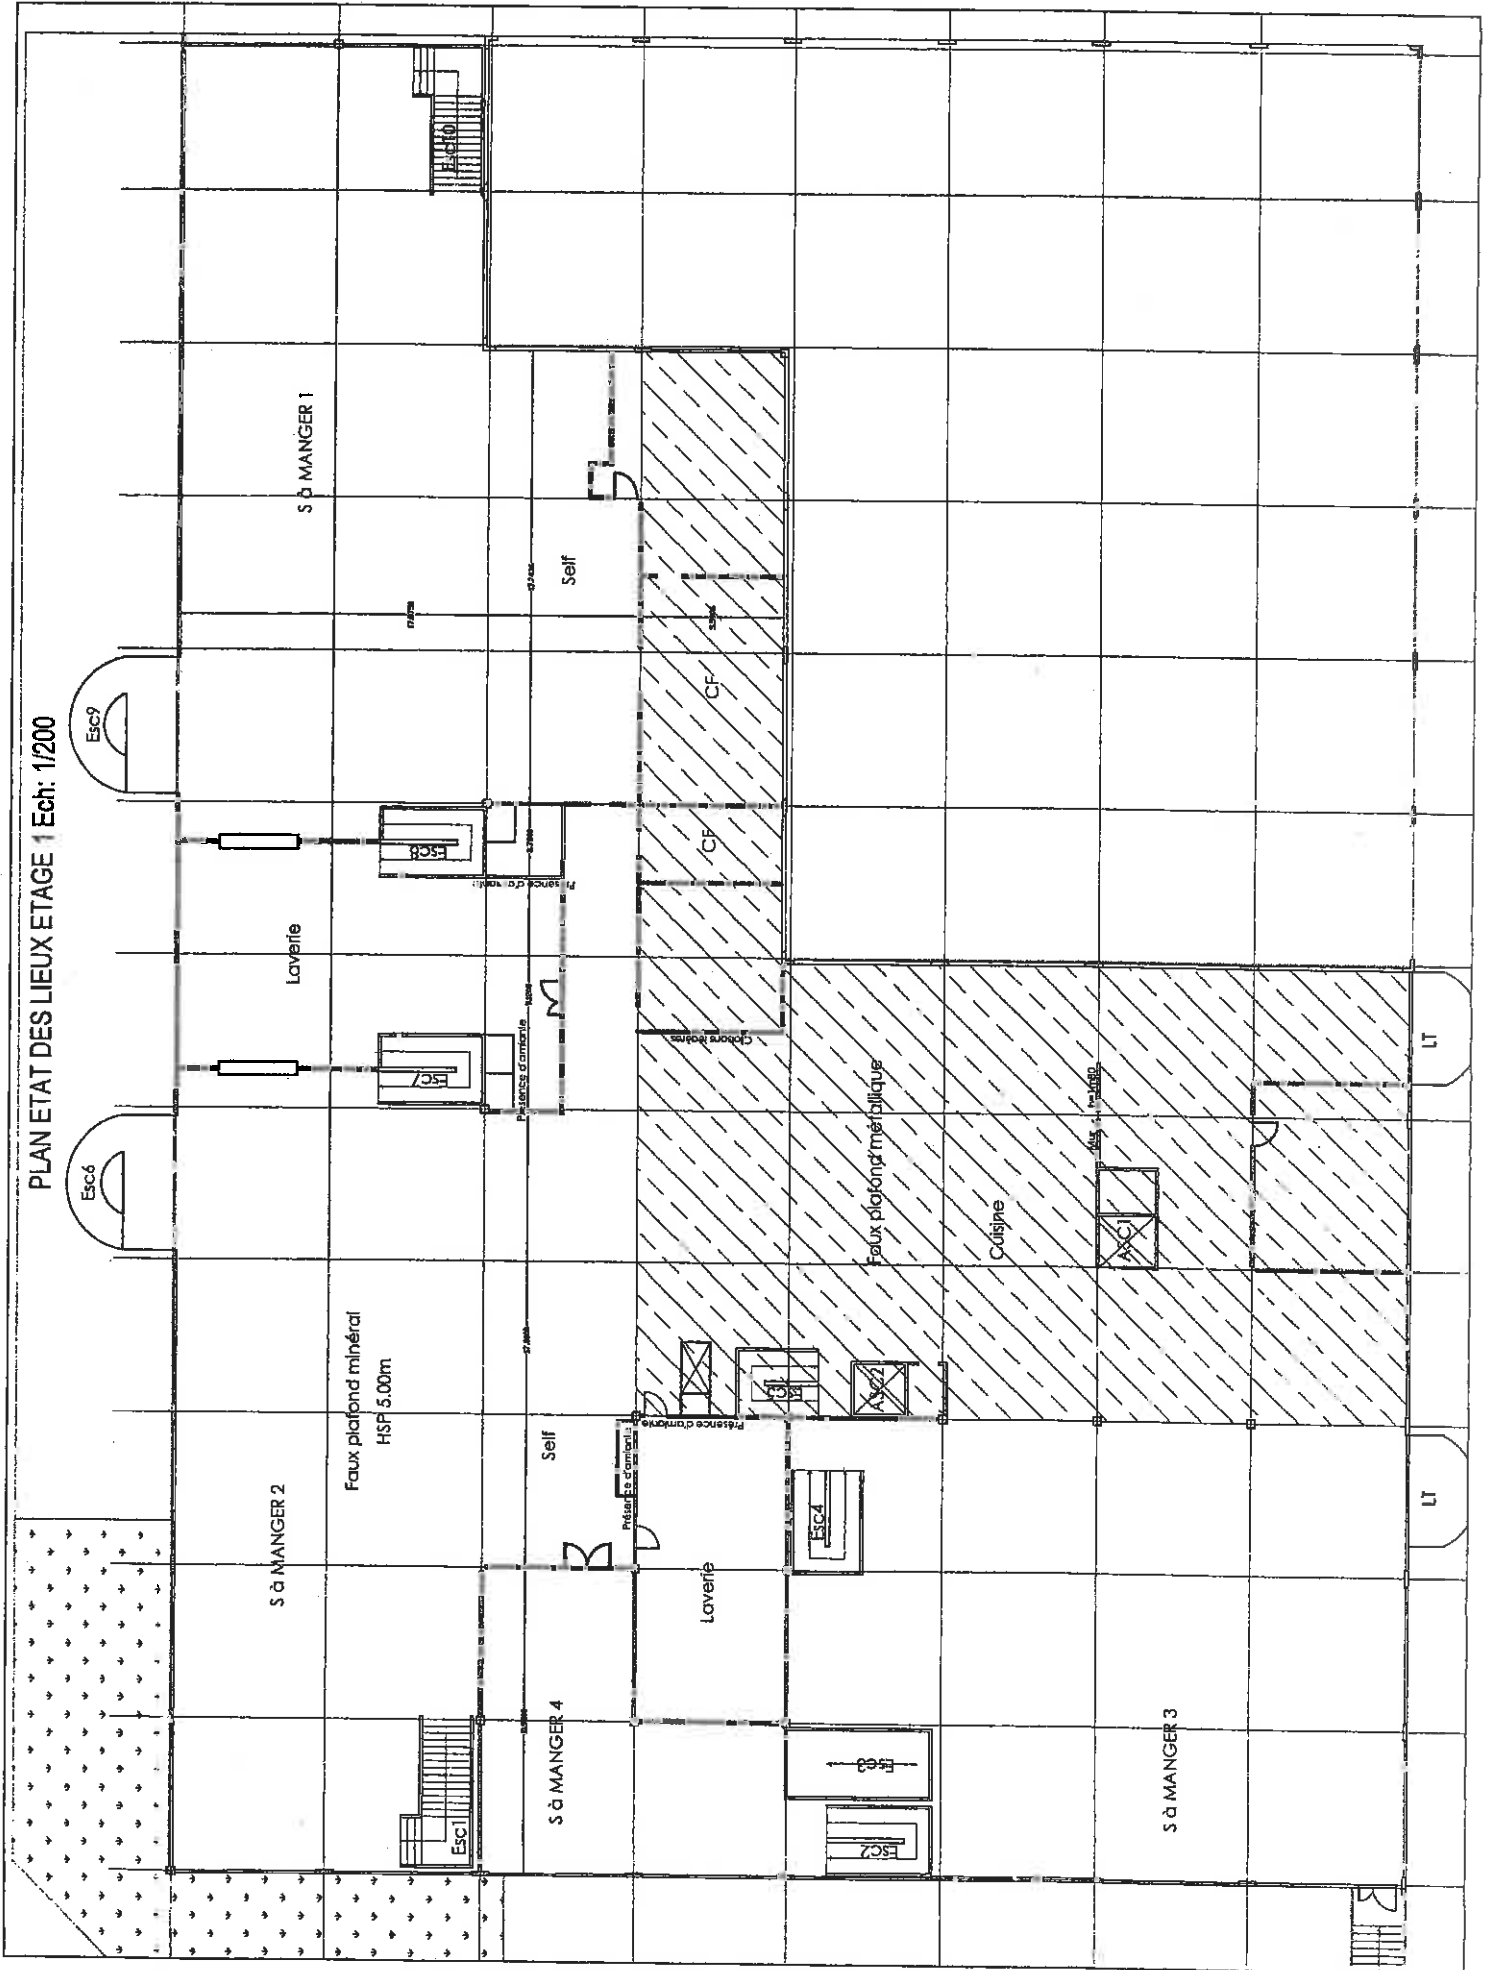 PLAN ETAT DES LIEUX ETAGE 1 Ech: 1/200
Esc6
Esc9
S à MANGER 2
Faux plafond minéral
HSP 5.00m
Laverie
S à MANGER 1
Esc10
Esc1
Esc7
Esc8
Présence d'amiante
Présence d'amiante
S à MANGER 4
Self
Self
Présence d'amiante
Laverie
Présence d'amiante
Cloisons légères
CF
CF
Esc3
Esc2
Esc4
ASC2
Faux plafond métallique
Cuisine
ASC1
S à MANGER 3
LT
LT